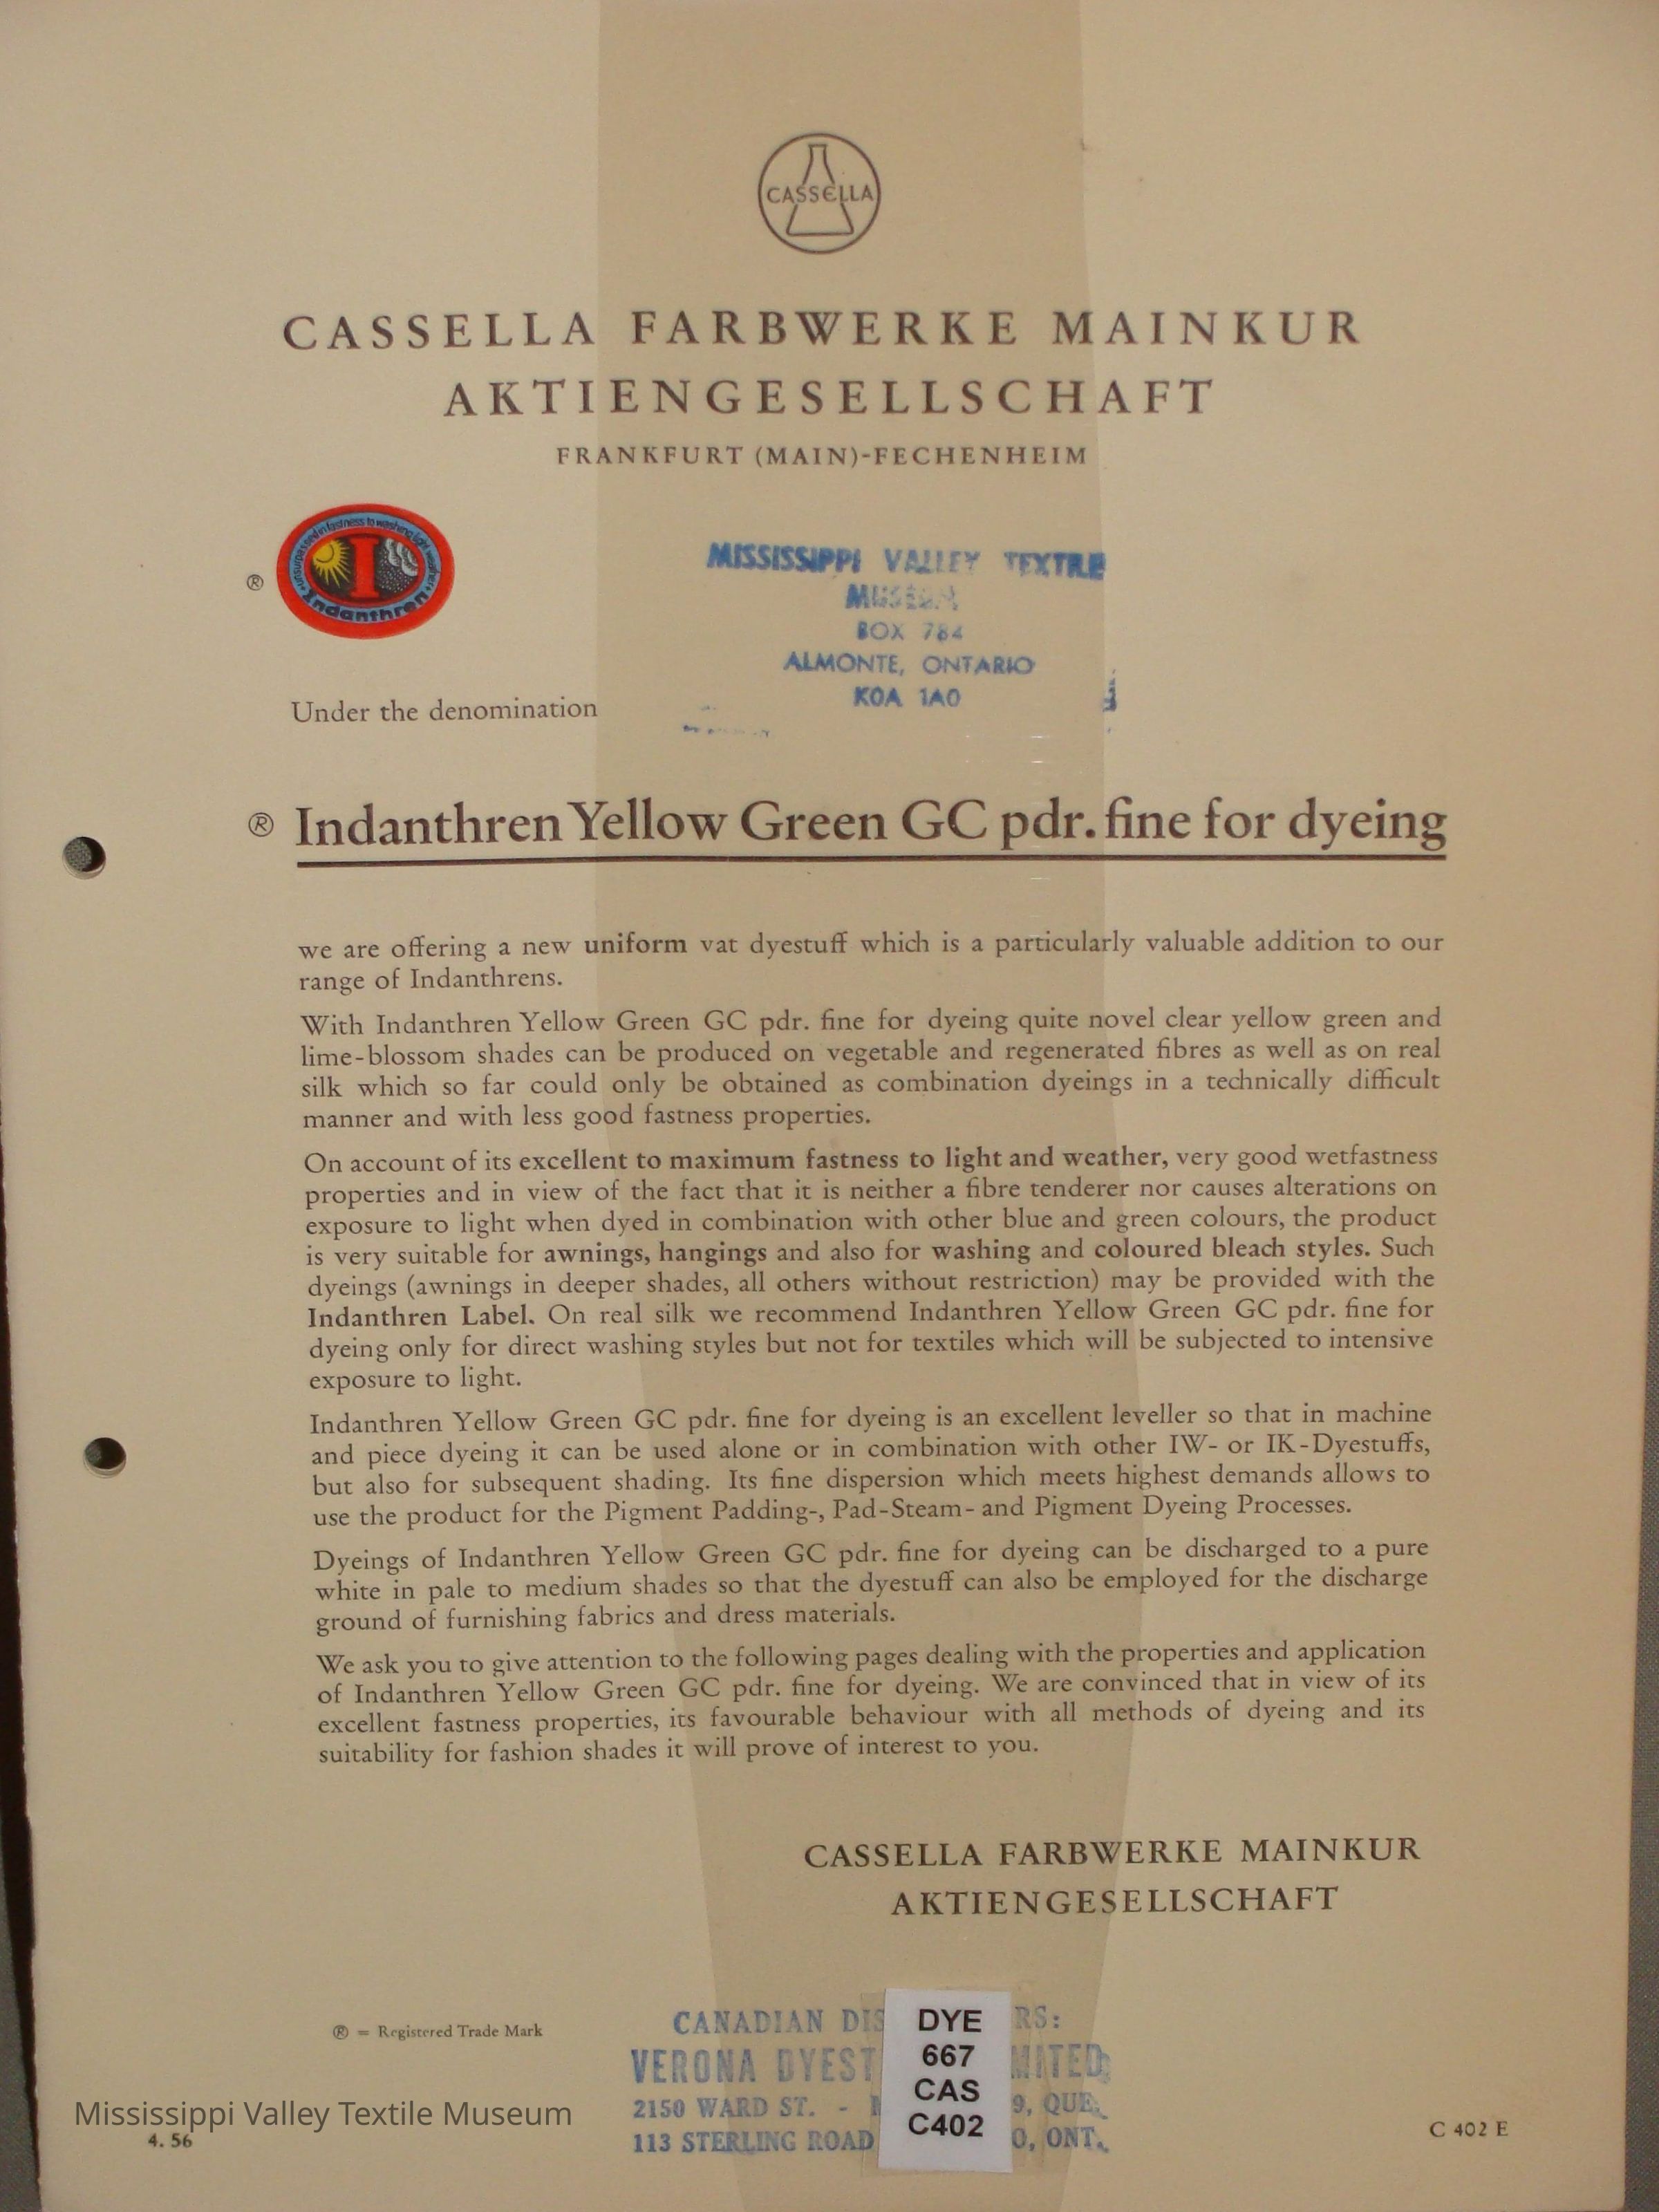 CASSELLA
CASSELLA FARBWERKE MAINKUR
AKTIENGESELLSCHAFT
FRANKFURT (MAIN)-FECHENHEIM
unsurpassed in fastness to washing light weather
I
Indanthren
®
MISSISSIPPI VALLEY TEXTILE
MUSEUM
BOX 784
ALMONTE, ONTARIO
K0A 1A0
Under the denomination
® Indanthren Yellow Green GC pdr. fine for dyeing
we are offering a new uniform vat dyestuff which is a particularly valuable addition to our
range of Indanthrens.
With Indanthren Yellow Green GC pdr. fine for dyeing quite novel clear yellow green and
lime-blossom shades can be produced on vegetable and regenerated fibres as well as on real
silk which so far could only be obtained as combination dyeings in a technically difficult
manner and with less good fastness properties.
On account of its excellent to maximum fastness to light and weather, very good wetfastness
properties and in view of the fact that it is neither a fibre tenderer nor causes alterations on
exposure to light when dyed in combination with other blue and green colours, the product
is very suitable for awnings, hangings and also for washing and coloured bleach styles. Such
dyeings (awnings in deeper shades, all others without restriction) may be provided with the
Indanthren Label. On real silk we recommend Indanthren Yellow Green GC pdr. fine for
dyeing only for direct washing styles but not for textiles which will be subjected to intensive
exposure to light.
Indanthren Yellow Green GC pdr. fine for dyeing is an excellent leveller so that in machine
and piece dyeing it can be used alone or in combination with other IW- or IK-Dyestuffs,
but also for subsequent shading. Its fine dispersion which meets highest demands allows to
use the product for the Pigment Padding-, Pad-Steam- and Pigment Dyeing Processes.
Dyeings of Indanthren Yellow Green GC pdr. fine for dyeing can be discharged to a pure
white in pale to medium shades so that the dyestuff can also be employed for the discharge
ground of furnishing fabrics and dress materials.
We ask you to give attention to the following pages dealing with the properties and application
of Indanthren Yellow Green GC pdr. fine for dyeing. We are convinced that in view of its
excellent fastness properties, its favourable behaviour with all methods of dyeing and its
suitability for fashion shades it will prove of interest to you.
CASSELLA FARBWERKE MAINKUR
AKTIENGESELLSCHAFT
® = Registered Trade Mark
CANADIAN DIS RS:
VERONA DYEST MITED
2150 WARD ST. - 9, QUE.
113 STERLING ROAD O, ONT.
DYE
667
CAS
C402
Mississippi Valley Textile Museum
4. 56
C 402 E